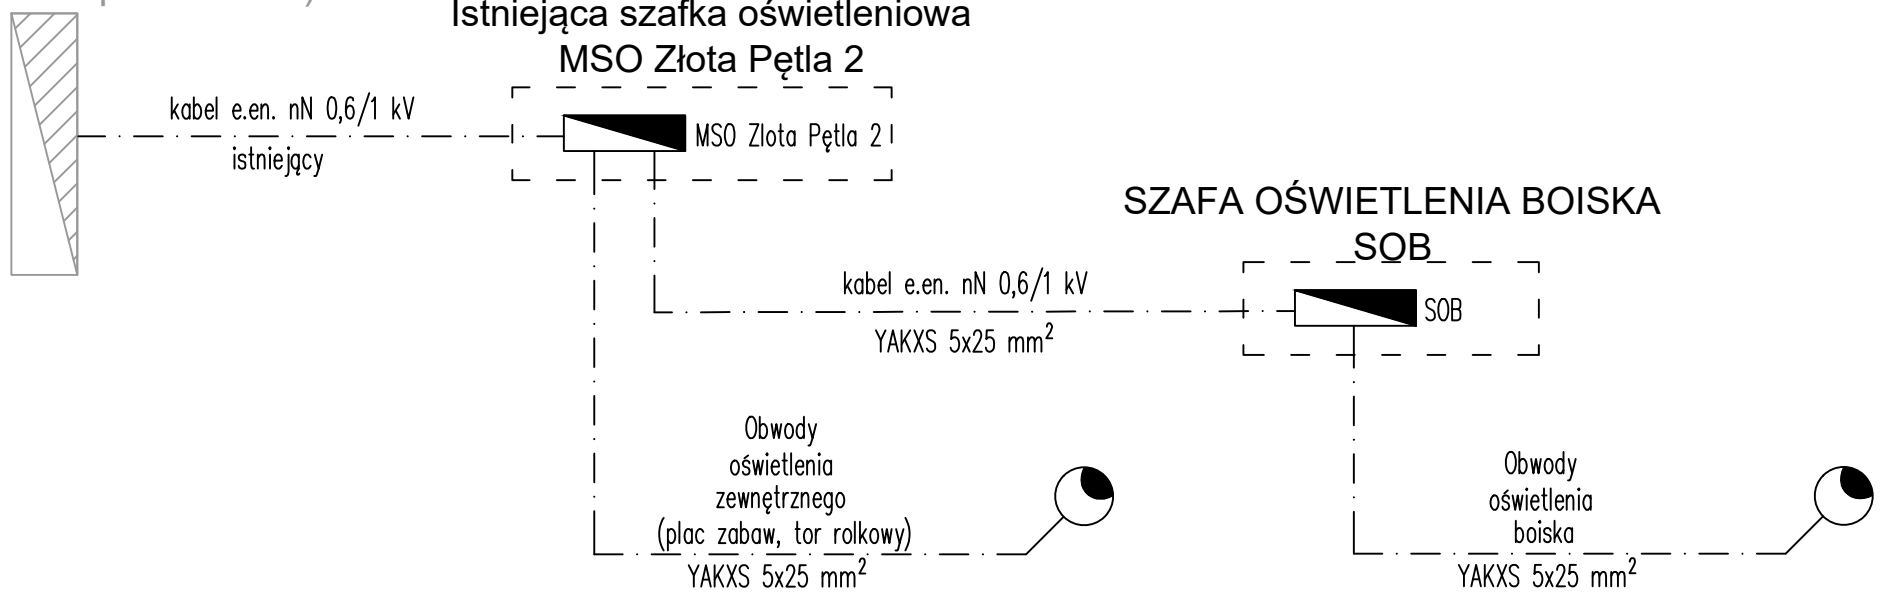 Istniejąca szafka oświetleniowa
MSO Złota Pętla 2
kabel e.en. nN 0,6/1 kV
istniejący
MSO Zlota Pętla 2
SZAFA OŚWIETLENIA BOISKA
SOB
kabel e.en. nN 0,6/1 kV
YAKXS 5x25 mm²
SOB
Obwody
oświetlenia
zewnętrznego
(plac zabaw, tor rolkowy)
YAKXS 5x25 mm²
Obwody
oświetlenia
boiska
YAKXS 5x25 mm²